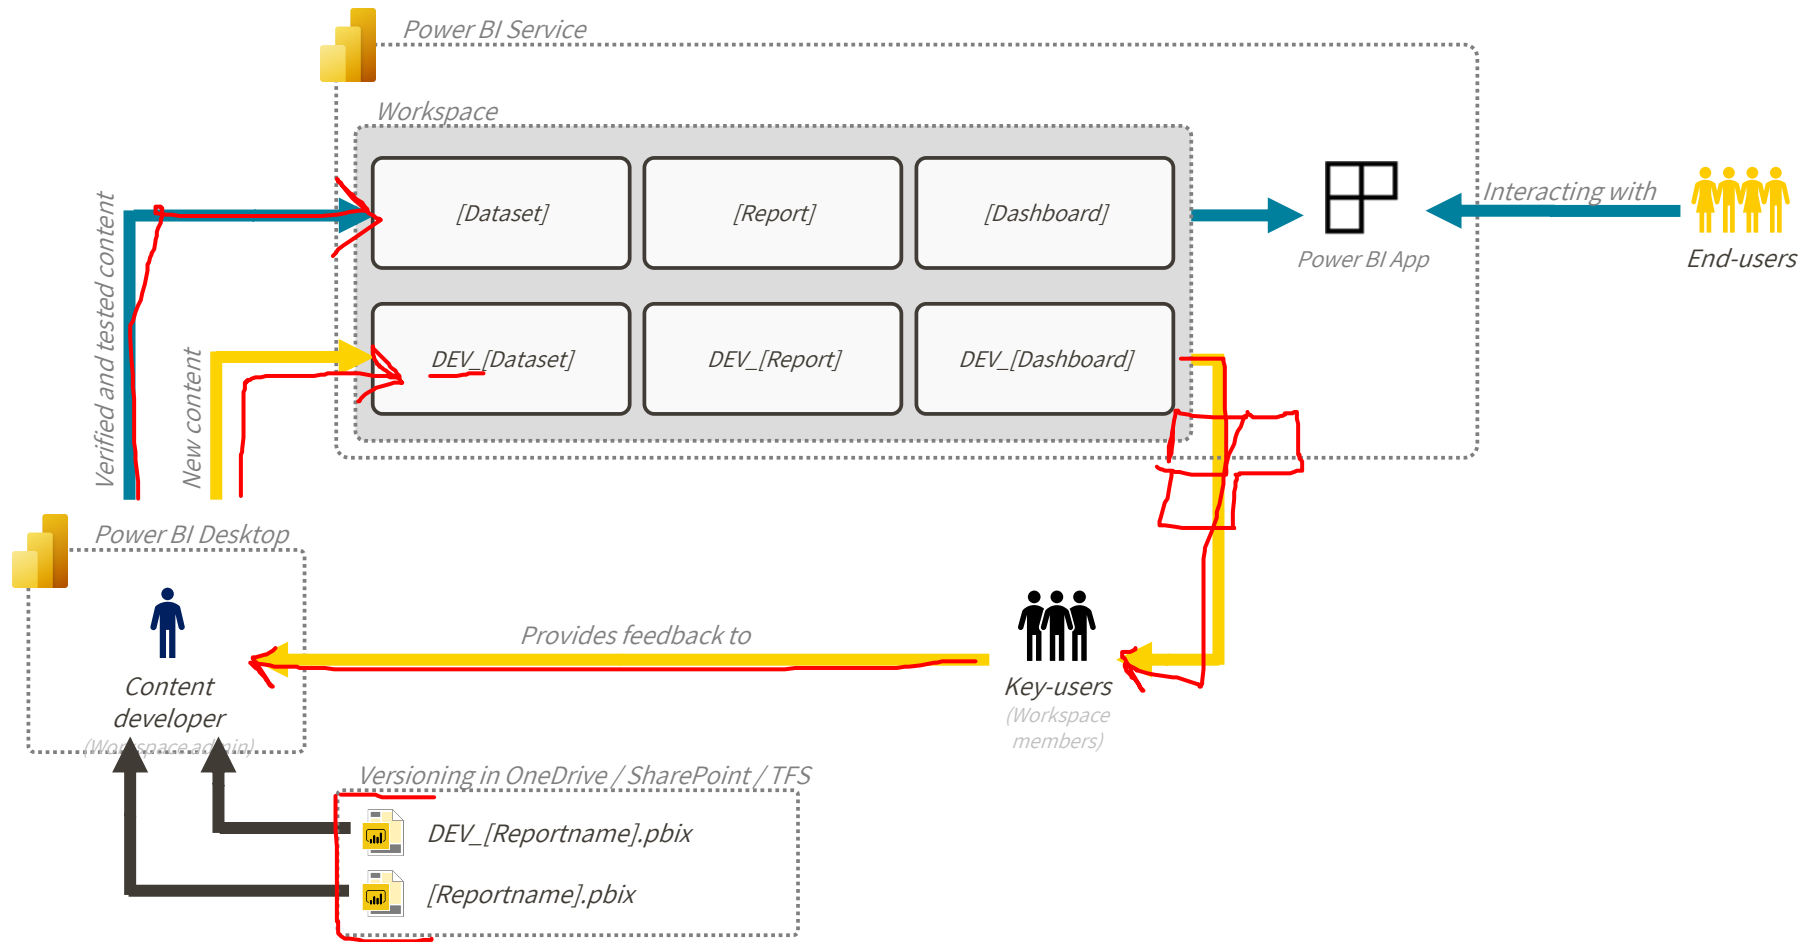 Power BI Service
Workspace
[Dataset]
[Report]
[Dashboard]
Interacting with
Power BI App
End-users
Verified and tested content
New content
DEV_[Dataset]
DEV_[Report]
DEV_[Dashboard]
Power BI Desktop
Provides feedback to
Content
developer
(Workspace admin)
Key-users
(Workspace
members)
Versioning in OneDrive / SharePoint / TFS
DEV_[Reportname].pbix
[Reportname].pbix